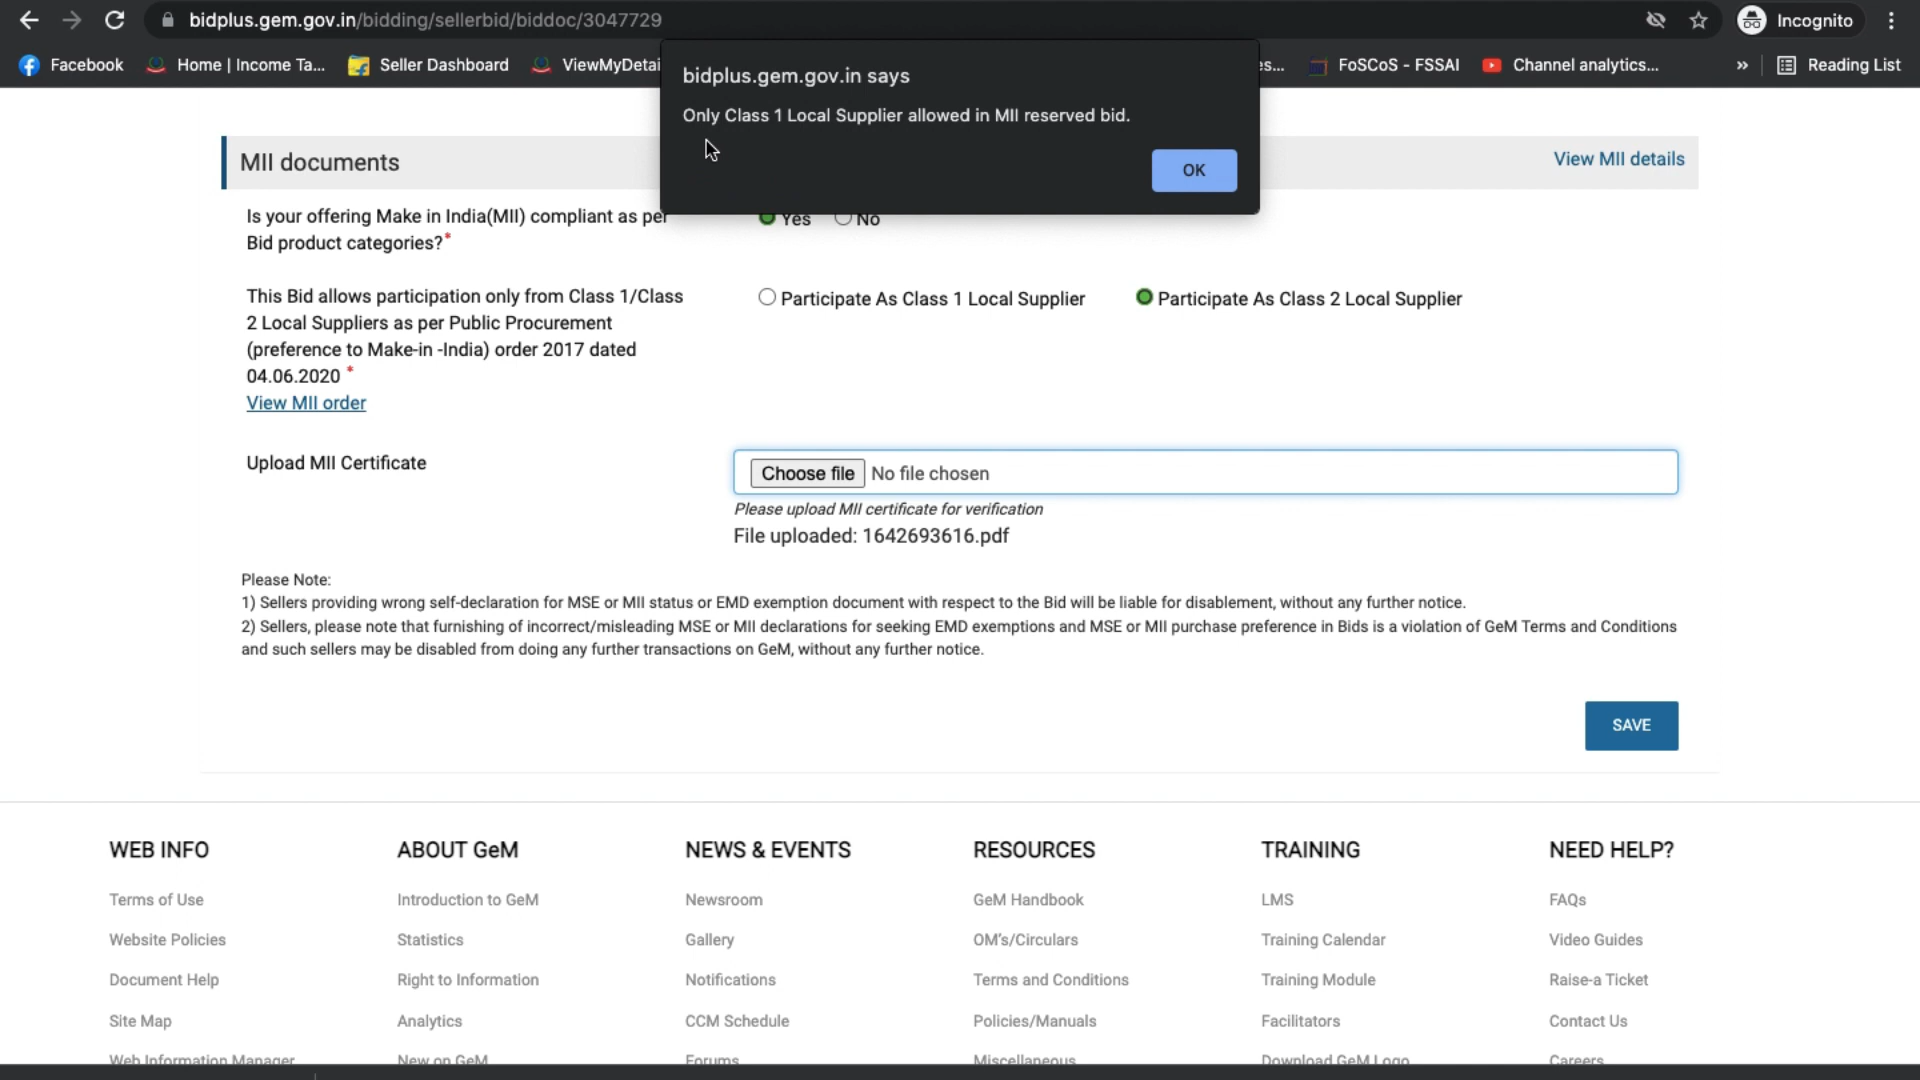 bidplus.gem.gov.in/bidding/sellerbid/biddoc/3047729
Incognito
Facebook
Home | Income Ta...
Seller Dashboard
ViewMyDetai
es...
FoSCoS - FSSAI
Channel analytics...
»
Reading List
bidplus.gem.gov.in says
Only Class 1 Local Supplier allowed in MII reserved bid.
OK
MII documents
View MII details
Is your offering Make in India(MII) compliant as per
Bid product categories?*
Yes
No
This Bid allows participation only from Class 1/Class
2 Local Suppliers as per Public Procurement
(preference to Make-in -India) order 2017 dated
04.06.2020 *
View MII order
Participate As Class 1 Local Supplier
Participate As Class 2 Local Supplier
Upload MII Certificate
Choose file No file chosen
Please upload MII certificate for verification
File uploaded: 1642693616.pdf
Please Note:
1) Sellers providing wrong self-declaration for MSE or MII status or EMD exemption document with respect to the Bid will be liable for disablement, without any further notice.
2) Sellers, please note that furnishing of incorrect/misleading MSE or MII declarations for seeking EMD exemptions and MSE or MII purchase preference in Bids is a violation of GeM Terms and Conditions
and such sellers may be disabled from doing any further transactions on GeM, without any further notice.
SAVE
WEB INFO
Terms of Use
Website Policies
Document Help
Site Map
Web Information Manager
ABOUT GeM
Introduction to GeM
Statistics
Right to Information
Analytics
New on GeM
NEWS & EVENTS
Newsroom
Gallery
Notifications
CCM Schedule
Forums
RESOURCES
GeM Handbook
OM's/Circulars
Terms and Conditions
Policies/Manuals
Miscellaneous
TRAINING
LMS
Training Calendar
Training Module
Facilitators
Download GeM Logo
NEED HELP?
FAQs
Video Guides
Raise-a Ticket
Contact Us
Careers